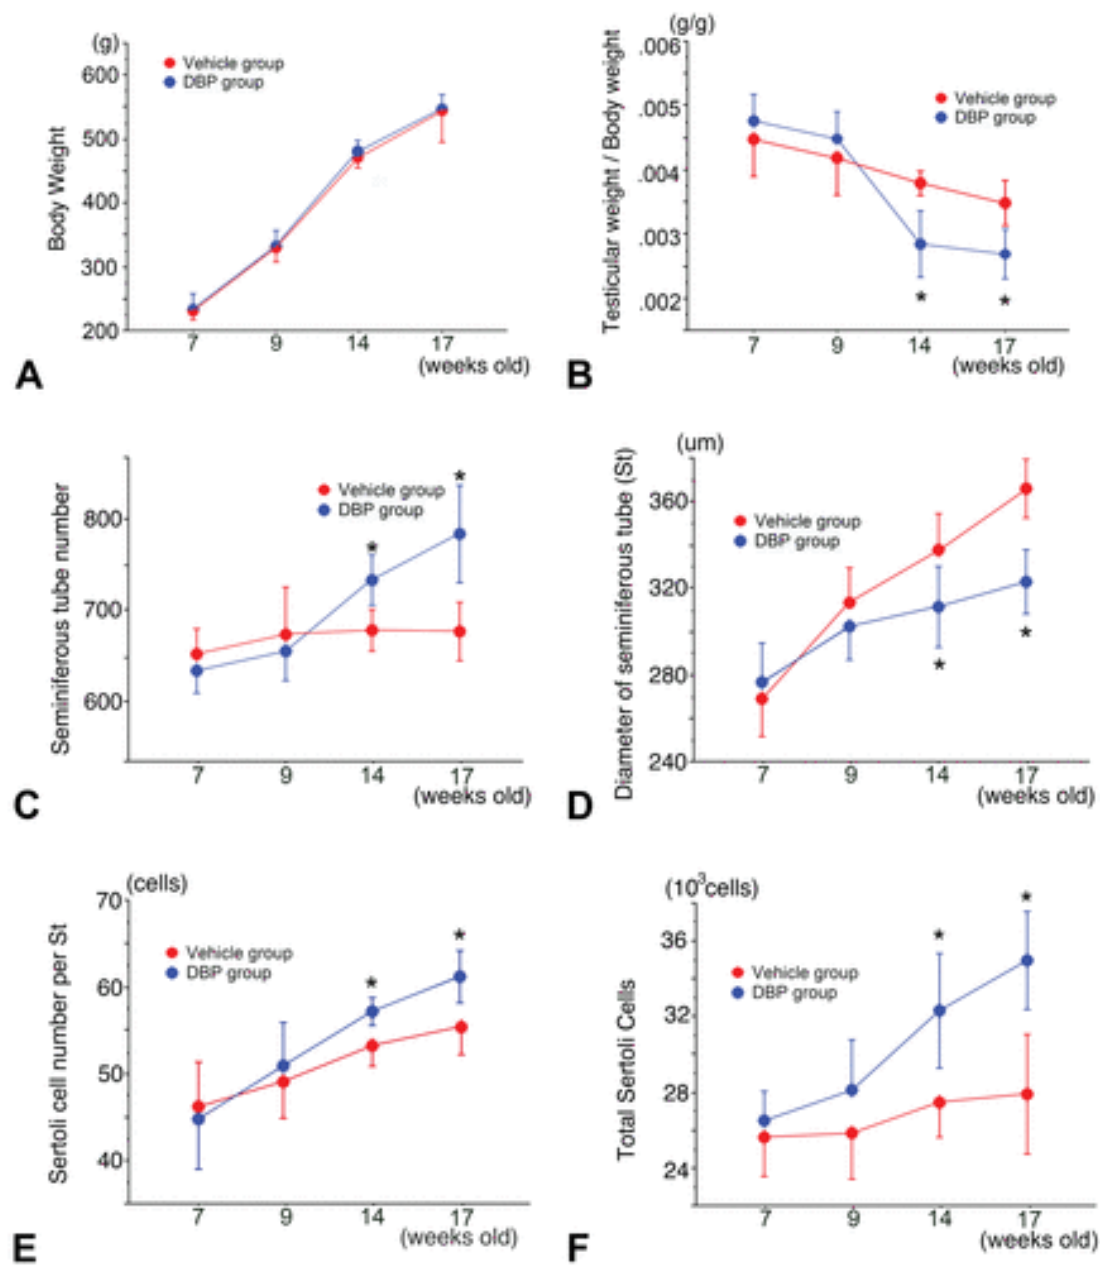 (g)
Vehicle group
DBP group
600
500
400
300
200
Body Weight
7 9 14 17
(weeks old)
A
(g/g)
.006
.005
.004
.003
.002
Testicular weight / Body weight
Vehicle group
DBP group
*
*
7 9 14 17
(weeks old)
B
Seminiferous tube number
800
700
600
Vehicle group
DBP group
*
*
7 9 14 17
(weeks old)
C
(um)
Diameter of seminiferous tube (St)
360
320
280
240
Vehicle group
DBP group
*
*
7 9 14 17
(weeks old)
D
(cells)
Sertoli cell number per St
70
60
50
40
Vehicle group
DBP group
*
*
7 9 14 17
(weeks old)
E
(10³cells)
Total Sertoli Cells
36
32
28
24
Vehicle group
DBP group
*
*
7 9 14 17
(weeks old)
F